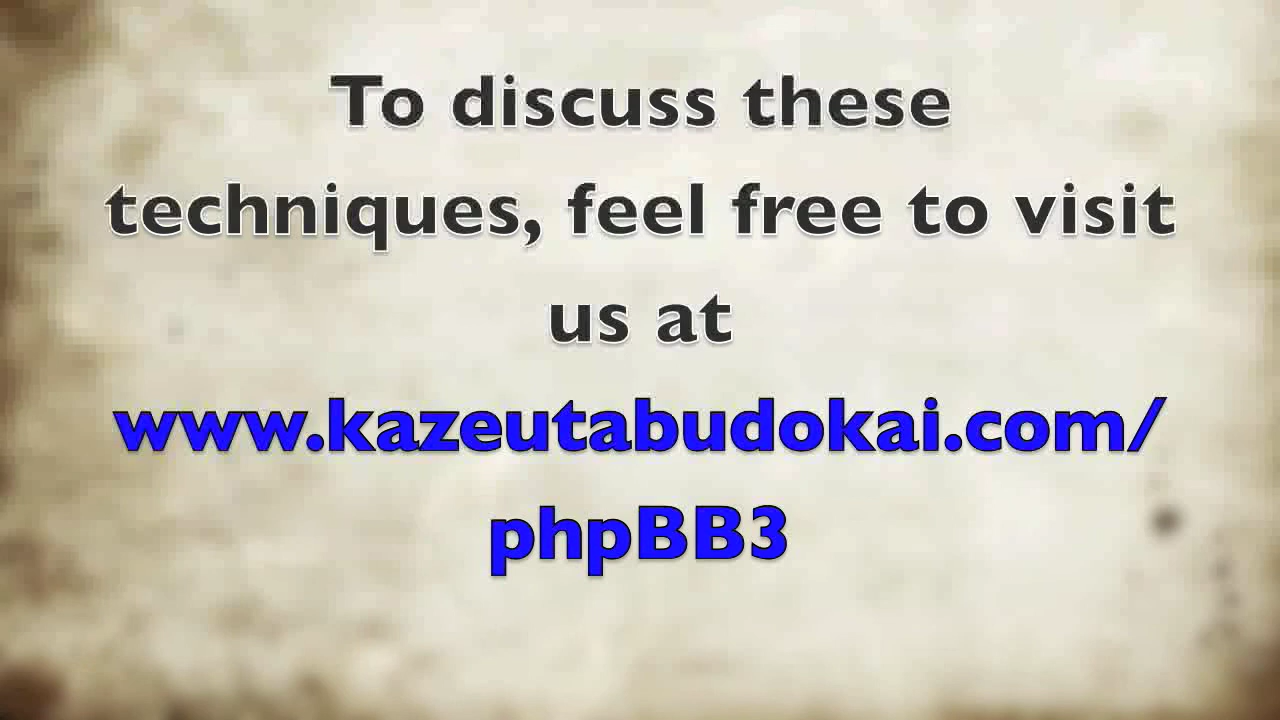 To discuss these
techniques, feel free to visit
us at
www.kazeutabudokai.com/
phpBB3